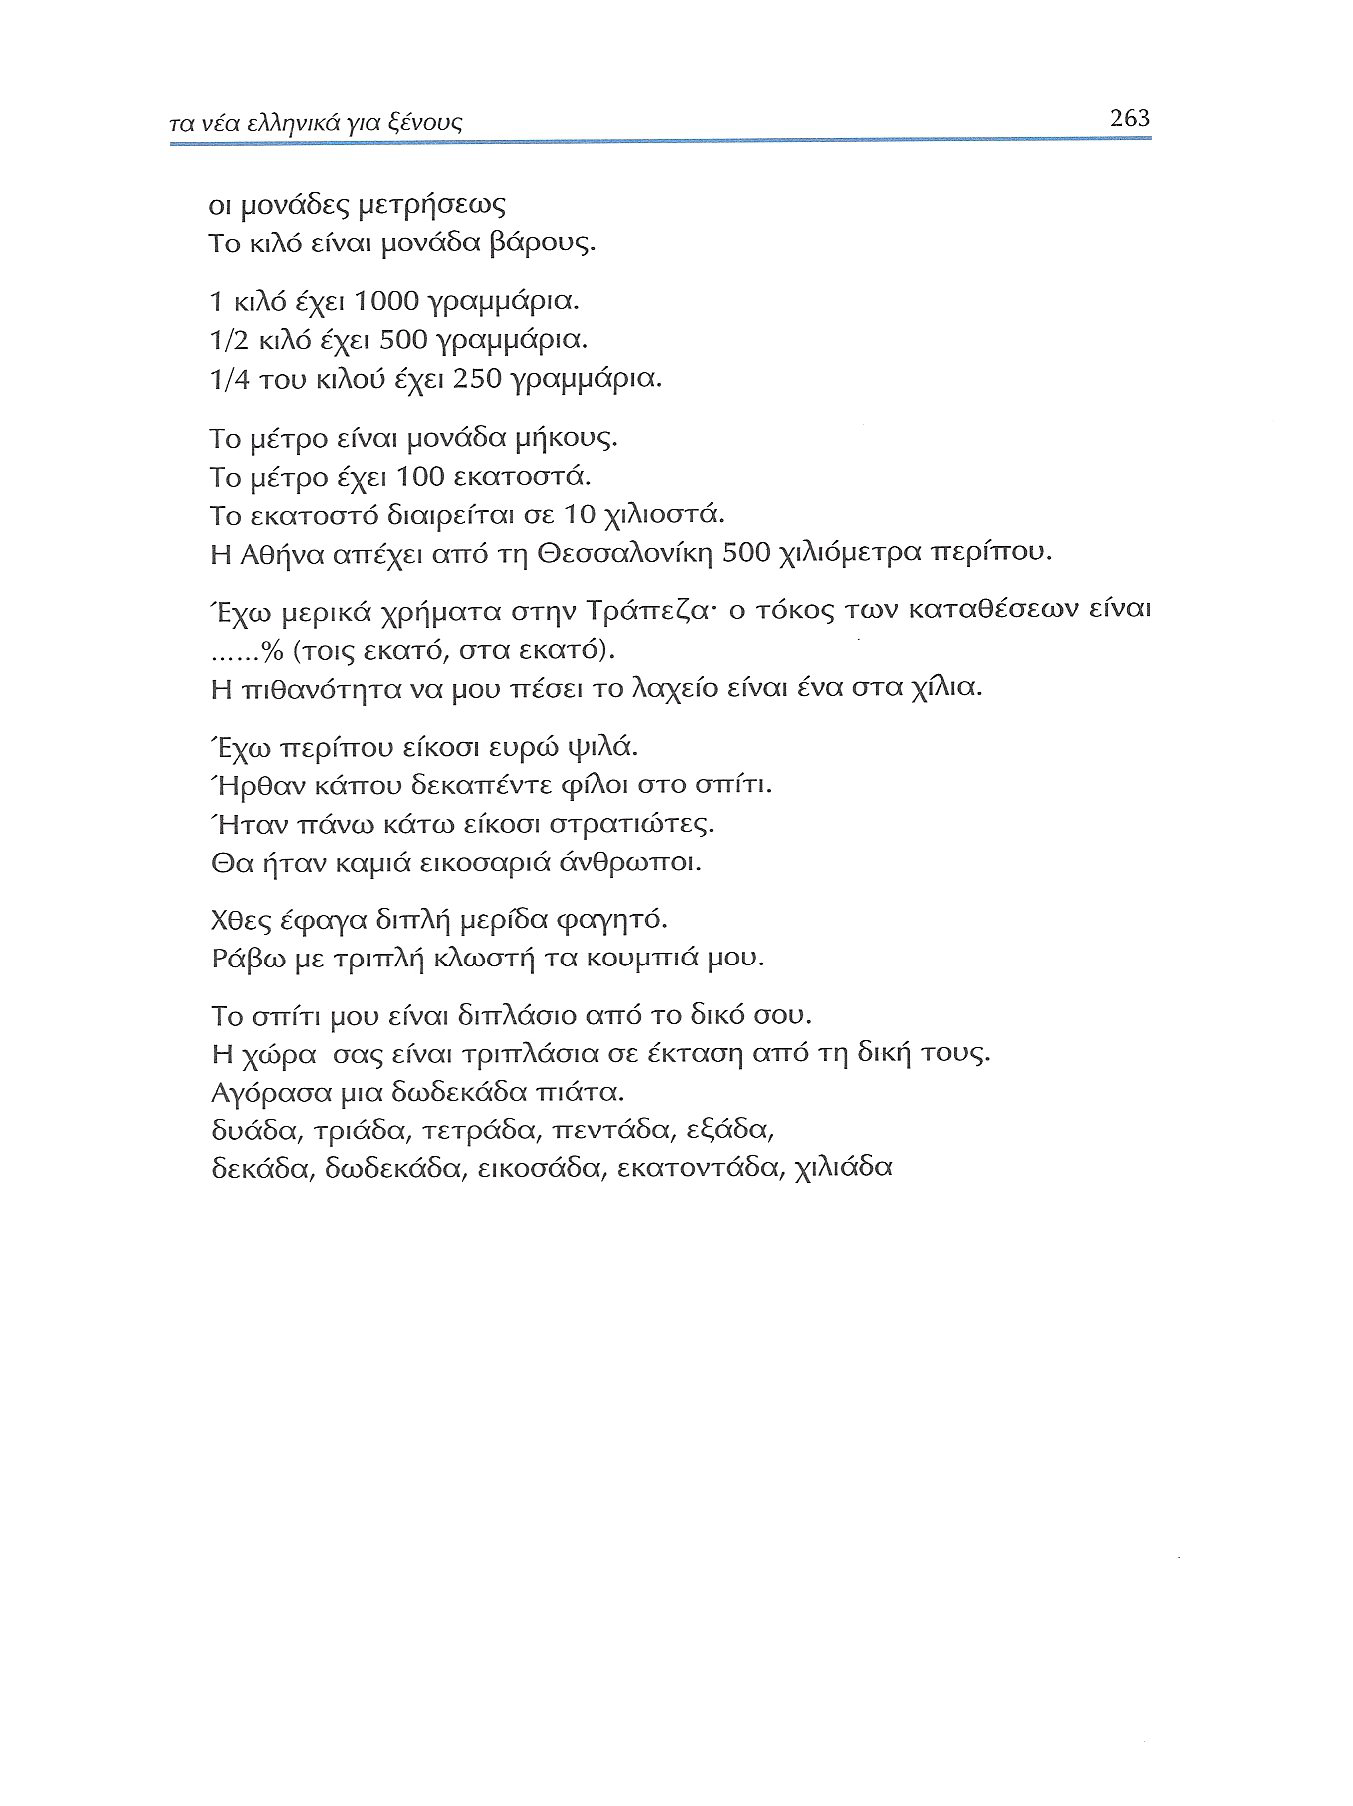 τα νέα ελληνικά για ξένους
263
οι μονάδες μετρήσεως
Το κιλό είναι μονάδα βάρους.
1 κιλό έχει 1000 γραμμάρια.
1/2 κιλό έχει 500 γραμμάρια.
1/4 του κιλού έχει 250 γραμμάρια.
Το μέτρο είναι μονάδα μήκους.
Το μέτρο έχει 100 εκατοστά.
Το εκατοστό διαιρείται σε 10 χιλιοστά.
Η Αθήνα απέχει από τη Θεσσαλονίκη 500 χιλιόμετρα περίπου.
Έχω μερικά χρήματα στην Τράπεζα· ο τόκος των καταθέσεων είναι
......% (τοις εκατό, στα εκατό).
Η πιθανότητα να μου πέσει το λαχείο είναι ένα στα χίλια.
Έχω περίπου είκοσι ευρώ ψιλά.
Ήρθαν κάπου δεκαπέντε φίλοι στο σπίτι.
Ήταν πάνω κάτω είκοσι στρατιώτες.
Θα ήταν καμιά εικοσαριά άνθρωποι.
Χθες έφαγα διπλή μερίδα φαγητό.
Ράβω με τριπλή κλωστή τα κουμπιά μου.
Το σπίτι μου είναι διπλάσιο από το δικό σου.
Η χώρα σας είναι τριπλάσια σε έκταση από τη δική τους.
Αγόρασα μια δωδεκάδα πιάτα.
δυάδα, τριάδα, τετράδα, πεντάδα, εξάδα,
δεκάδα, δωδεκάδα, εικοσάδα, εκατοντάδα, χιλιάδα